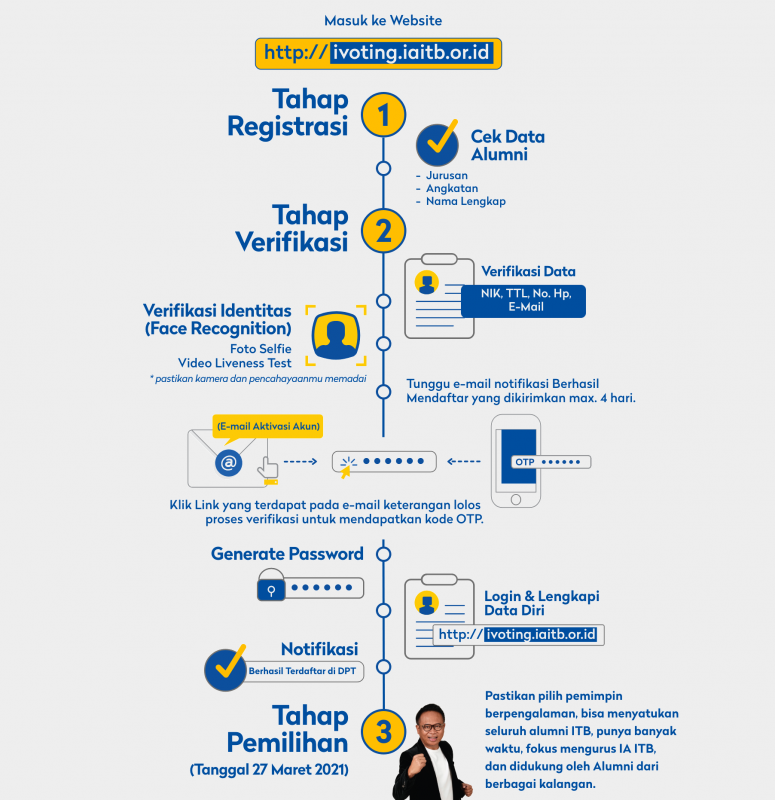 Masuk ke Website
http://ivoting.iaitb.or.id
Tahap
Registrasi
1
Cek Data
Alumni
- Jurusan
- Angkatan
- Nama Lengkap
Tahap
Verifikasi
2
Verifikasi Data
NIK, TTL, No. Hp,
E-Mail
Verifikasi Identitas
(Face Recognition)
Foto Selfie
Video Liveness Test
* pastikan kamera dan pencahayaanmu memadai
Tunggu e-mail notifikasi Berhasil
Mendaftar yang dikirimkan max. 4 hari.
(E-mail Aktivasi Akun)
@
OTP
Klik Link yang terdapat pada e-mail keterangan lolos
proses verifikasi untuk mendapatkan kode OTP.
Generate Password
Login & Lengkapi
Data Diri
http://ivoting.iaitb.or.id
Notifikasi
Berhasil Terdaftar di DPT
Tahap
Pemilihan
3
(Tanggal 27 Maret 2021)
Pastikan pilih pemimpin
berpengalaman, bisa menyatukan
seluruh alumni ITB, punya banyak
waktu, fokus mengurus IA ITB,
dan didukung oleh Alumni dari
berbagai kalangan.